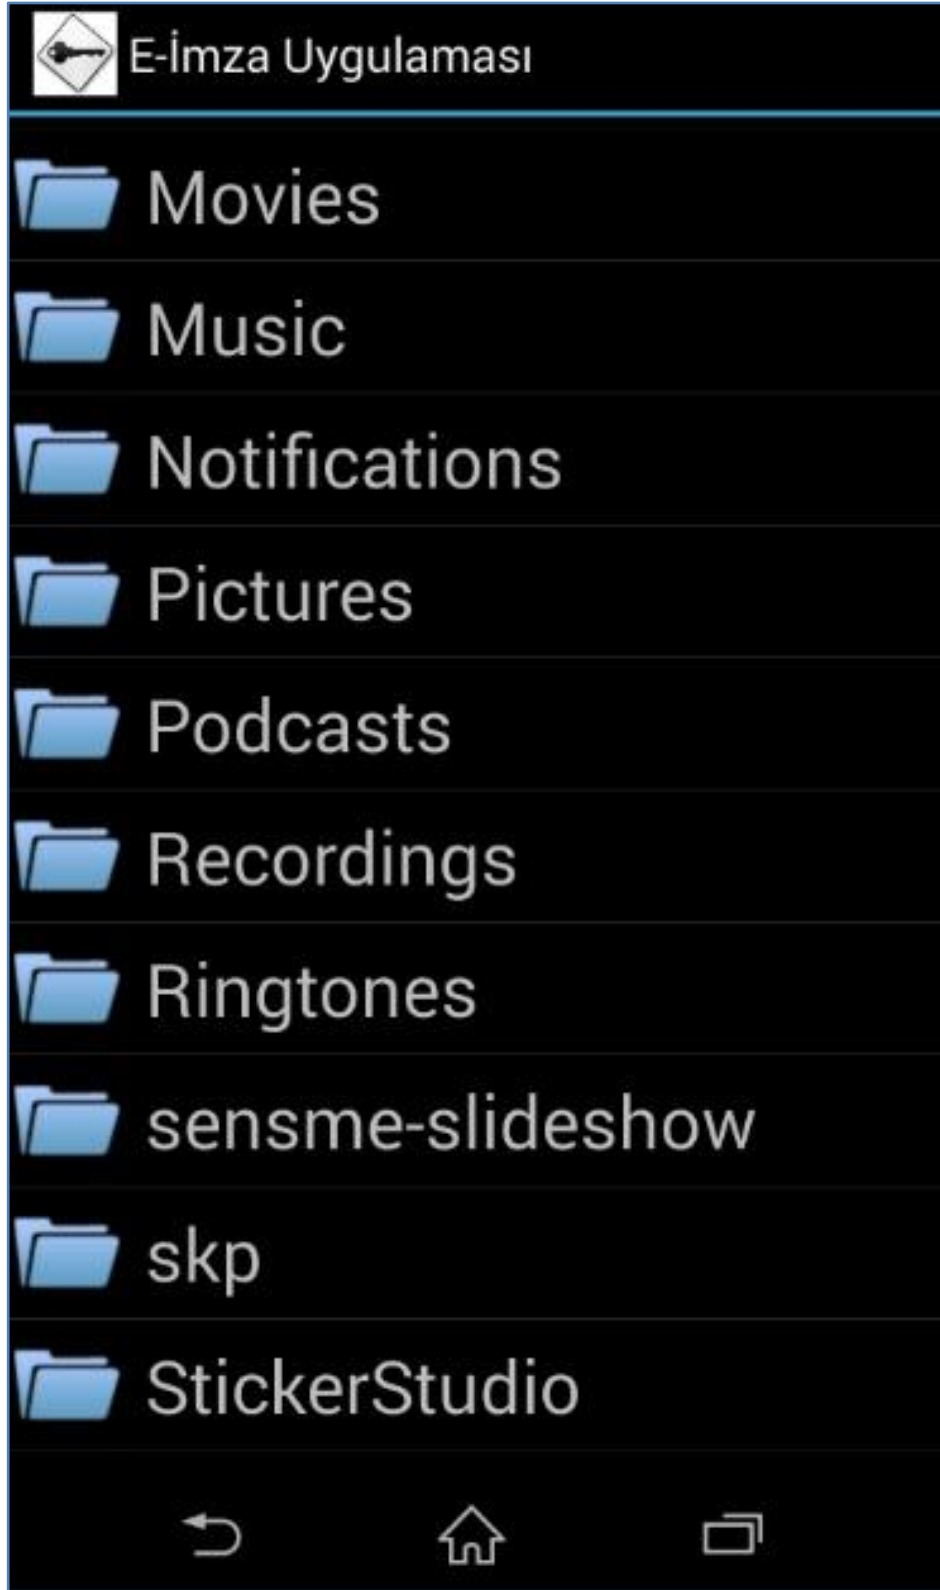 E-İmza Uygulaması
Movies
Music
Notifications
Pictures
Podcasts
Recordings
Ringtones
sensme-slideshow
skp
StickerStudio